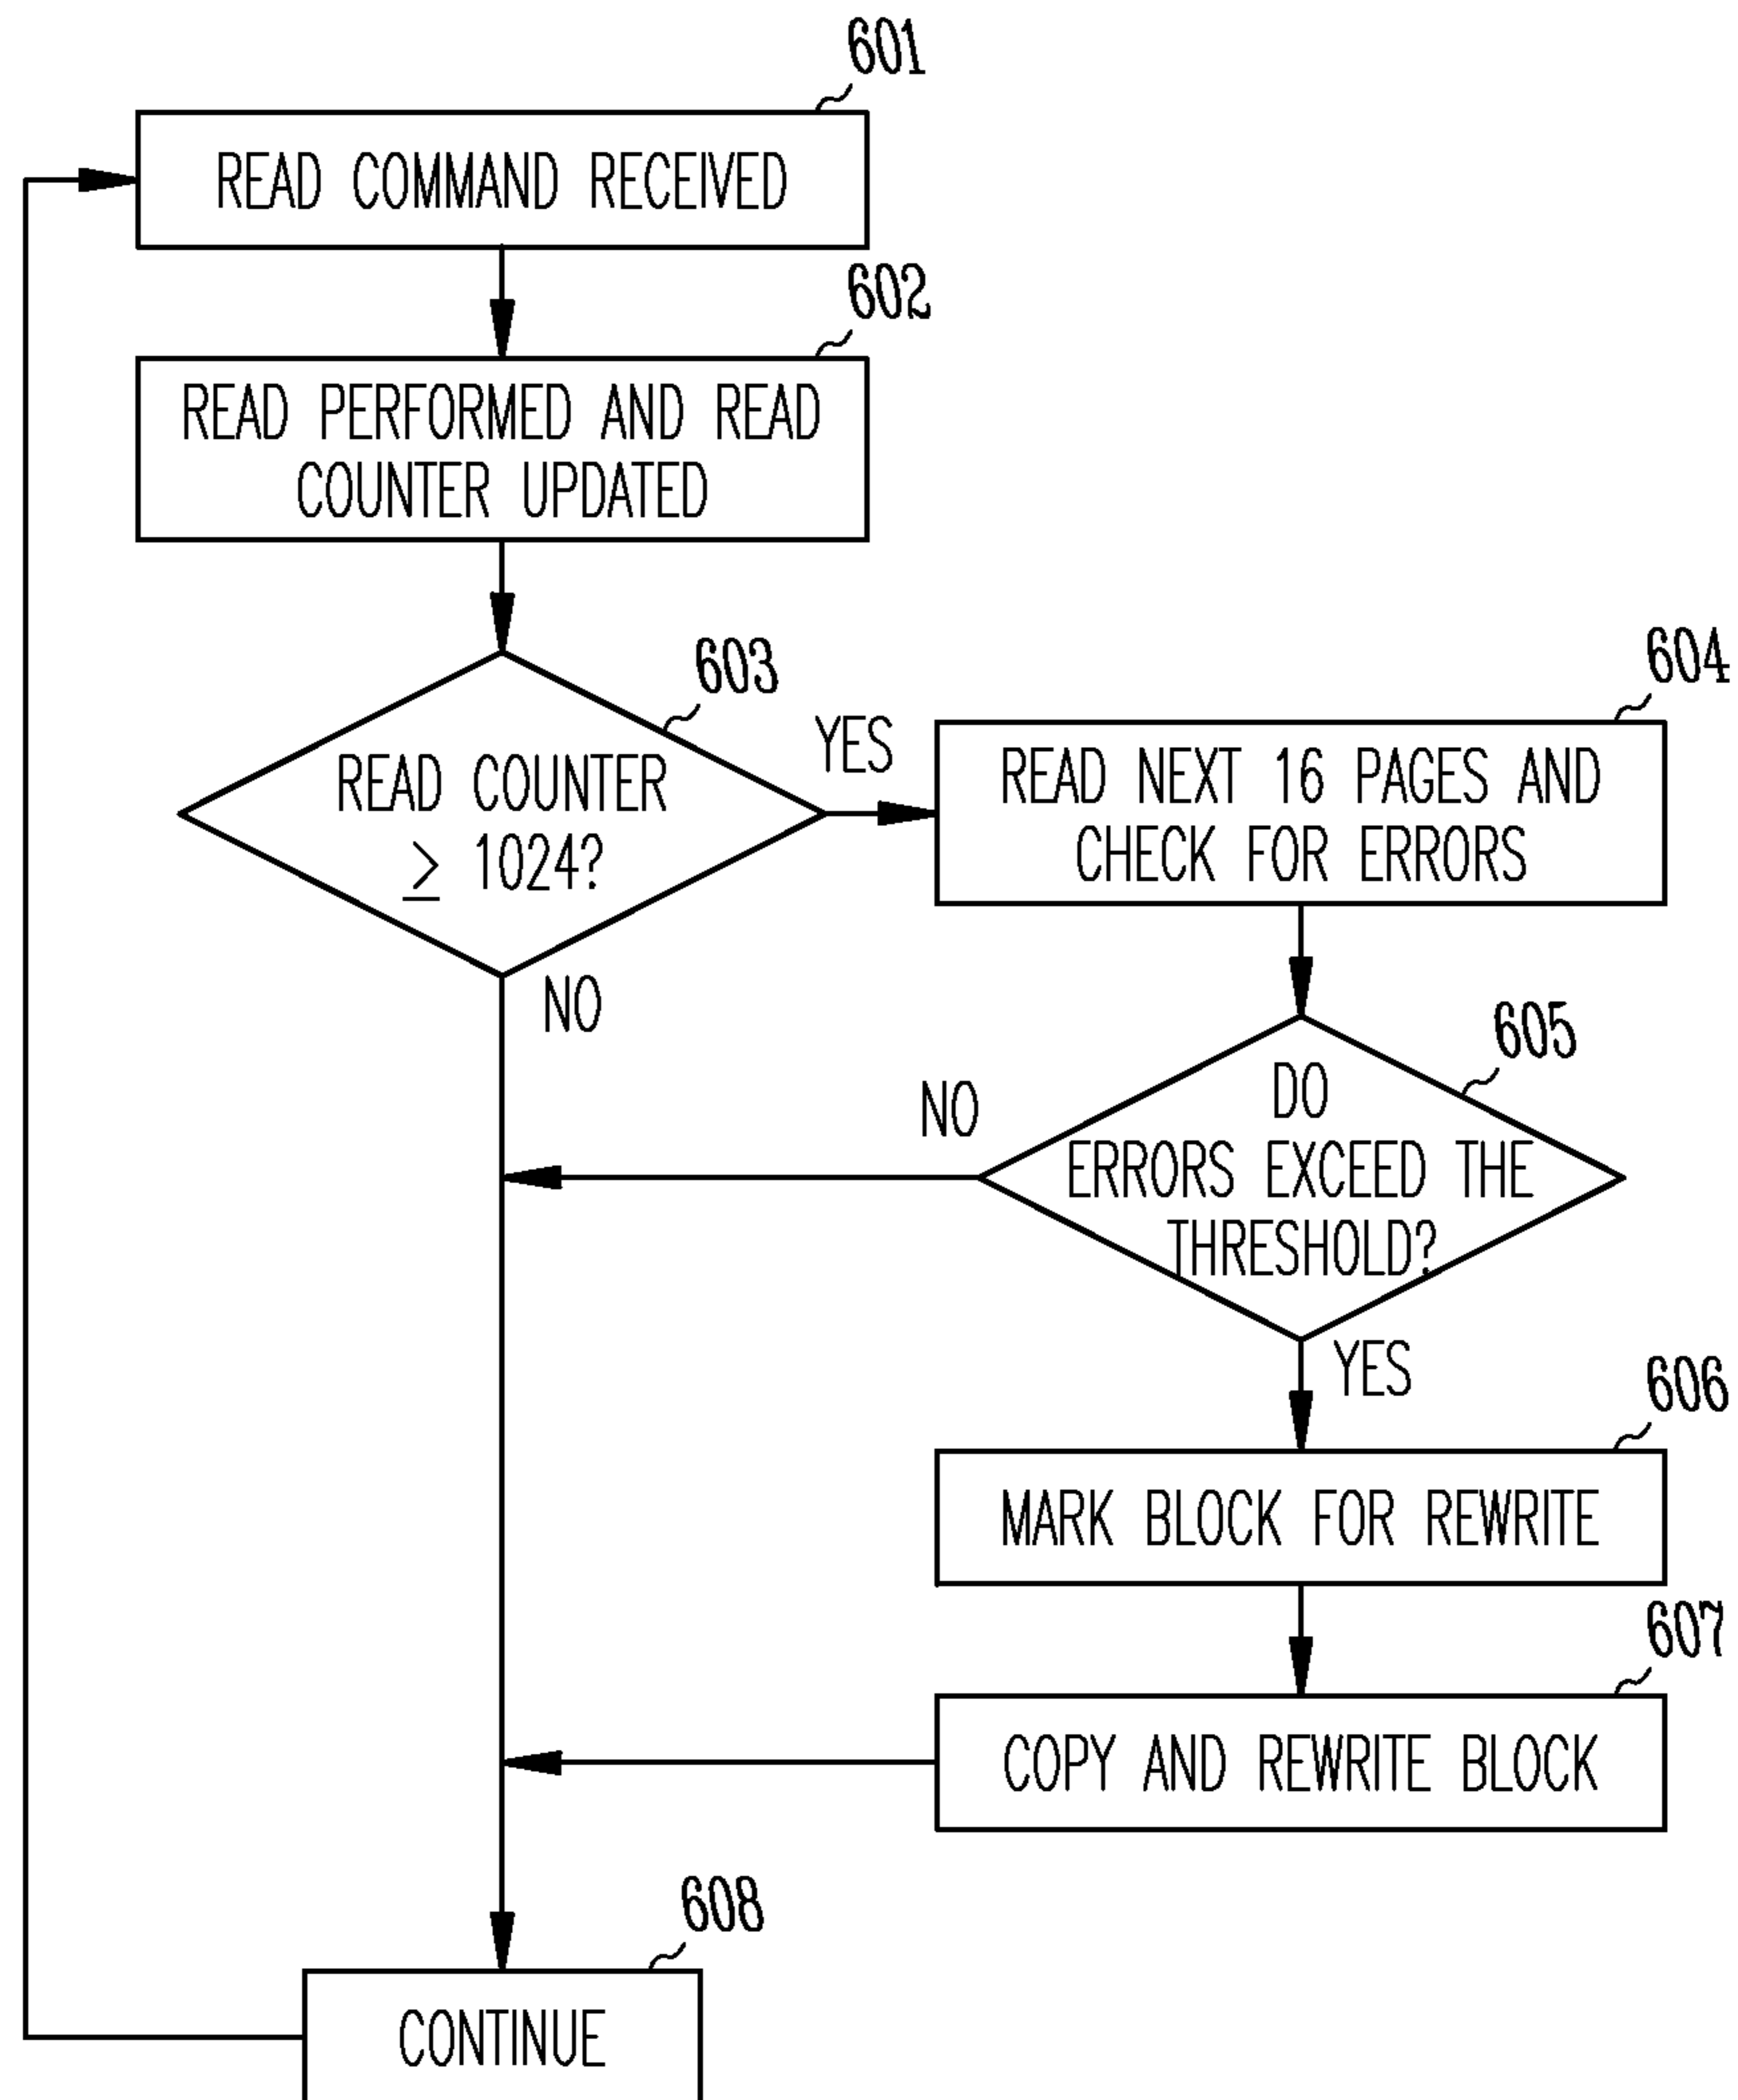 601
READ COMMAND RECEIVED
602
READ PERFORMED AND READ
COUNTER UPDATED
603
READ COUNTER
≥ 1024?
YES
NO
604
READ NEXT 16 PAGES AND
CHECK FOR ERRORS
605
DO
ERRORS EXCEED THE
THRESHOLD?
NO
YES
606
MARK BLOCK FOR REWRITE
607
COPY AND REWRITE BLOCK
608
CONTINUE